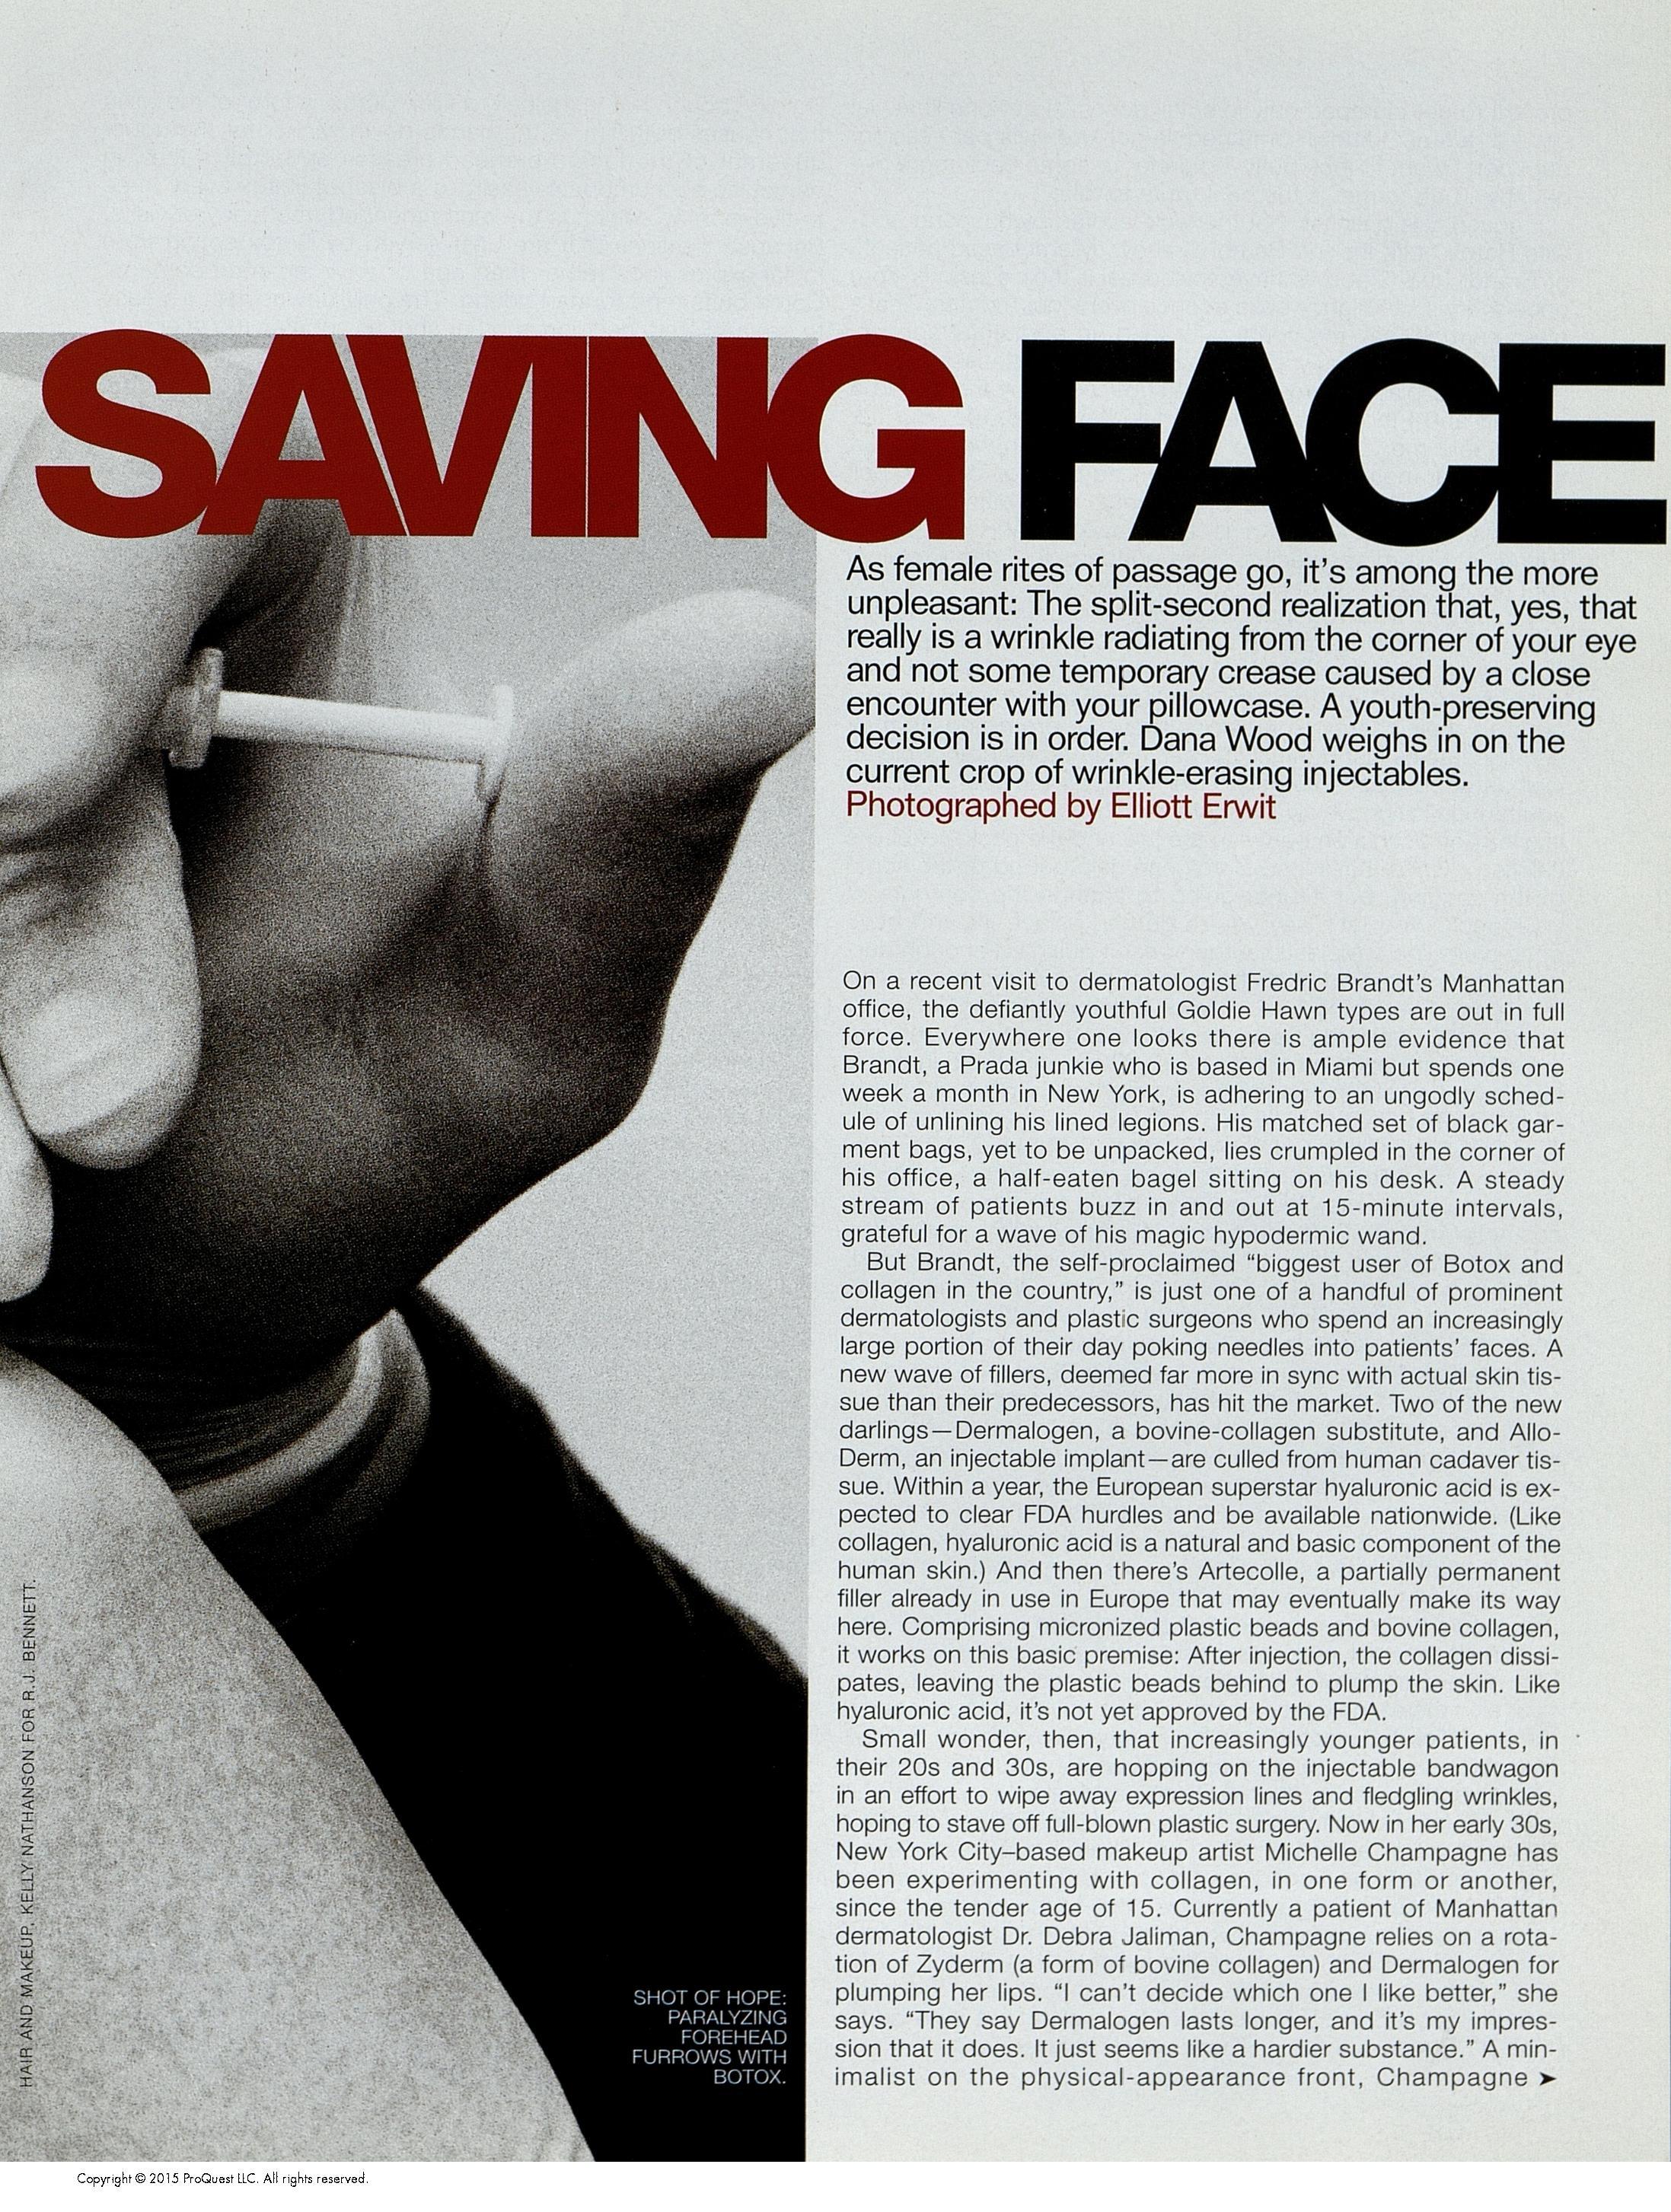 SAVING FACE
As female rites of passage go, it's among the more
unpleasant: The split-second realization that, yes, that
really is a wrinkle radiating from the corner of your eye
and not some temporary crease caused by a close
encounter with your pillowcase. A youth-preserving
decision is in order. Dana Wood weighs in on the
current crop of wrinkle-erasing injectables.
Photographed by Elliott Erwit
On a recent visit to dermatologist Fredric Brandt's Manhattan
office, the defiantly youthful Goldie Hawn types are out in full
force. Everywhere one looks there is ample evidence that
Brandt, a Prada junkie who is based in Miami but spends one
week a month in New York, is adhering to an ungodly sched-
ule of unlining his lined legions. His matched set of black gar-
ment bags, yet to be unpacked, lies crumpled in the corner of
his office, a half-eaten bagel sitting on his desk. A steady
stream of patients buzz in and out at 15-minute intervals,
grateful for a wave of his magic hypodermic wand.
But Brandt, the self-proclaimed “biggest user of Botox and
collagen in the country,” is just one of a handful of prominent
dermatologists and plastic surgeons who spend an increasingly
large portion of their day poking needles into patients' faces. A
new wave of fillers, deemed far more in sync with actual skin tis-
sue than their predecessors, has hit the market. Two of the new
darlings—Dermalogen, a bovine-collagen substitute, and Allo-
Derm, an injectable implant—are culled from human cadaver tis-
sue. Within a year, the European superstar hyaluronic acid is ex-
pected to clear FDA hurdles and be available nationwide. (Like
collagen, hyaluronic acid is a natural and basic component of the
human skin.) And then there's Artecolle, a partially permanent
filler already in use in Europe that may eventually make its way
here. Comprising micronized plastic beads and bovine collagen,
it works on this basic premise: After injection, the collagen dissi-
pates, leaving the plastic beads behind to plump the skin. Like
hyaluronic acid, it's not yet approved by the FDA.
Small wonder, then, that increasingly younger patients, in
their 20s and 30s, are hopping on the injectable bandwagon
in an effort to wipe away expression lines and fledgling wrinkles,
hoping to stave off full-blown plastic surgery. Now in her early 30s,
New York City–based makeup artist Michelle Champagne has
been experimenting with collagen, in one form or another,
since the tender age of 15. Currently a patient of Manhattan
dermatologist Dr. Debra Jaliman, Champagne relies on a rota-
tion of Zyderm (a form of bovine collagen) and Dermalogen for
plumping her lips. “I can't decide which one I like better,” she
says. “They say Dermalogen lasts longer, and it's my impres-
sion that it does. It just seems like a hardier substance.” A min-
imalist on the physical-appearance front, Champagne ➤
SHOT OF HOPE:
PARALYZING
FOREHEAD
FURROWS WITH
BOTOX.
HAIR AND MAKEUP, KELLY NATHANSON FOR R.J. BENNETT.
Copyright © 2015 ProQuest LLC. All rights reserved.